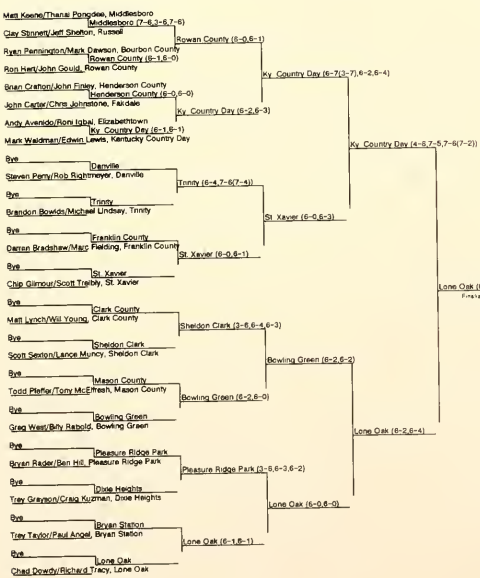 Matt Keene/Thanai Pongdee, Middlesboro
Middlesboro (7-6,3-6,7-6)
Clay Stinnett/Jeff Shelton, Russell
Rowan County (6-0,6-1)
Ryan Pennington/Mark Dawson, Bourbon County
Rowan County (6-1,6-0)
Ron Hart/John Gould, Rowan County
Ky Country Day (6-7(3-7),6-2,6-4)
Brian Crafton/John Finley, Henderson County
Henderson County (6-0,6-0)
John Carter/Chris Johnstone, Fakdale
Ky Country Day (6-2,6-3)
Andy Avenido/Roni Iqbal, Elizabethtown
Ky Country Day (6-1,6-1)
Mark Waldman/Edwin Lewis, Kentucky Country Day
Ky Country Day (4-6,7-5,7-6(7-2))
Bye
Danville
Steven Perry/Rob Rightmeyer, Danville
Trinity (6-4,7-6(7-4))
Bye
Trinity
Brandon Bowlds/Michael Lindsay, Trinity
St. Xavier (6-0,6-3)
Bye
Franklin County
Darran Bradshaw/Marc Fielding, Franklin County
St. Xavier (6-0,6-1)
Bye
St. Xavier
Chip Gilmour/Scott Treibly, St. Xavier
Lone Oak (
Bye
Clark County
Matt Lynch/Will Young, Clark County
Sheldon Clark (3-6,6-4,6-3)
Bye
Sheldon Clark
Scott Sexton/Lance Muncy, Sheldon Clark
Bowling Green (6-2,6-2)
Bye
Mason County
Todd Pfeffer/Tony McElfresh, Mason County
Bowling Green (6-2,6-0)
Bye
Bowling Green
Greg West/Billy Rabold, Bowling Green
Lone Oak (6-2,6-4)
Bye
Pleasure Ridge Park
Bryan Rader/Ben Hill, Pleasure Ridge Park
Pleasure Ridge Park (3-6,6-3,6-2)
Bye
Dixie Heights
Trey Grayson/Craig Kuzman, Dixie Heights
Lone Oak (6-0,6-0)
Bye
Bryan Station
Trey Taylor/Paul Angel, Bryan Station
Lone Oak (6-1,6-1)
Bye
Lone Oak
Chad Dowdy/Richard Tracy, Lone Oak